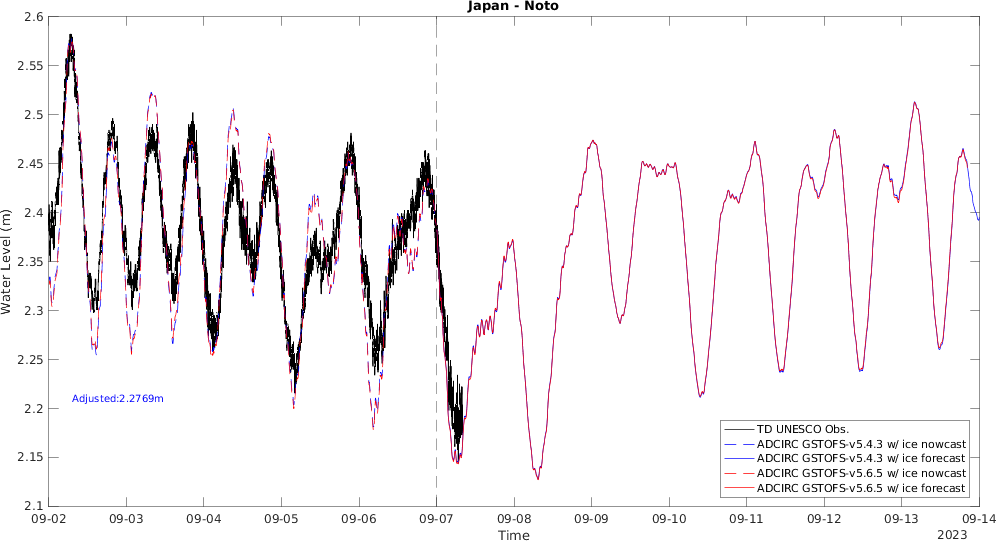 Japan - Noto
Water Level (m)
2.6
2.55
2.5
2.45
2.4
2.35
2.3
2.25
2.2
2.15
2.1
Adjusted:2.2769m
TD UNESCO Obs.
ADCIRC GSTOFS-v5.4.3 w/ ice nowcast
ADCIRC GSTOFS-v5.4.3 w/ ice forecast
ADCIRC GSTOFS-v5.6.5 w/ ice nowcast
ADCIRC GSTOFS-v5.6.5 w/ ice forecast
09-02 09-03 09-04 09-05 09-06 09-07 09-08 09-09 09-10 09-11 09-12 09-13 09-14
Time
2023